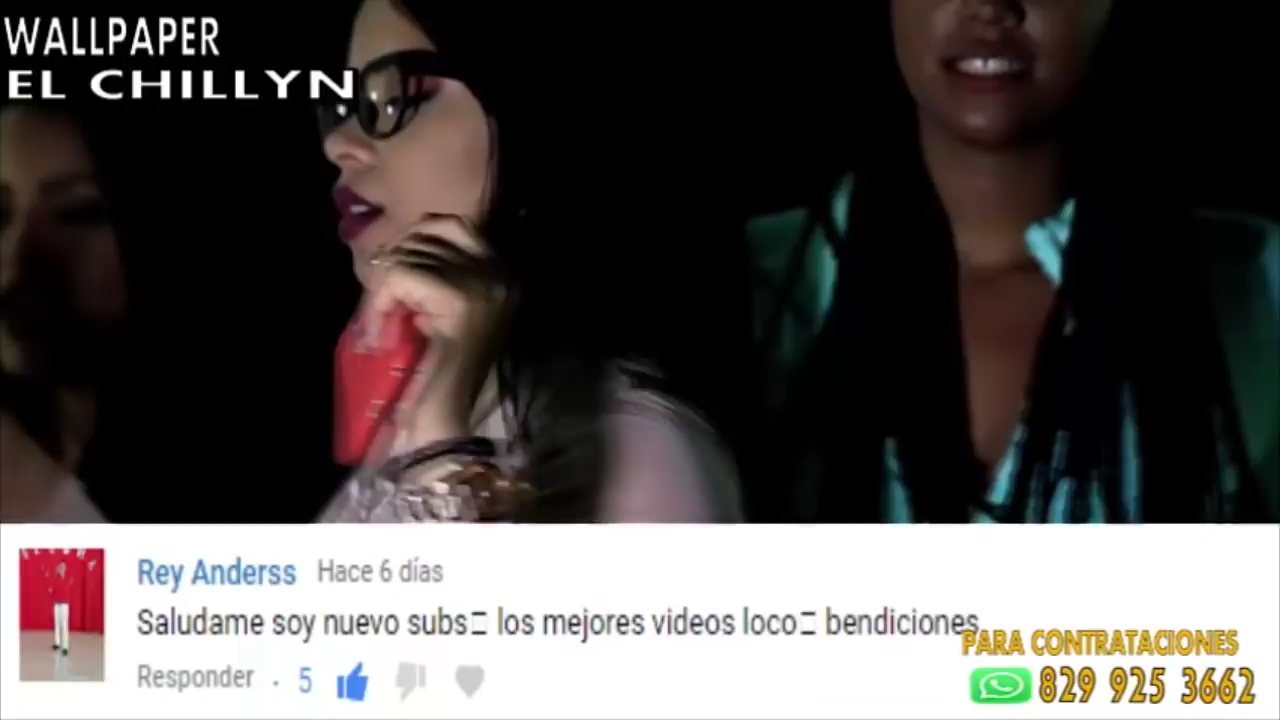 WALLPAPER
EL CHILLYN
Rey Anderss Hace 6 días
Saludame soy nuevo subs□ los mejores videos loco□ bendiciones
Responder . 5
PARA CONTRATACIONES
829 925 3662